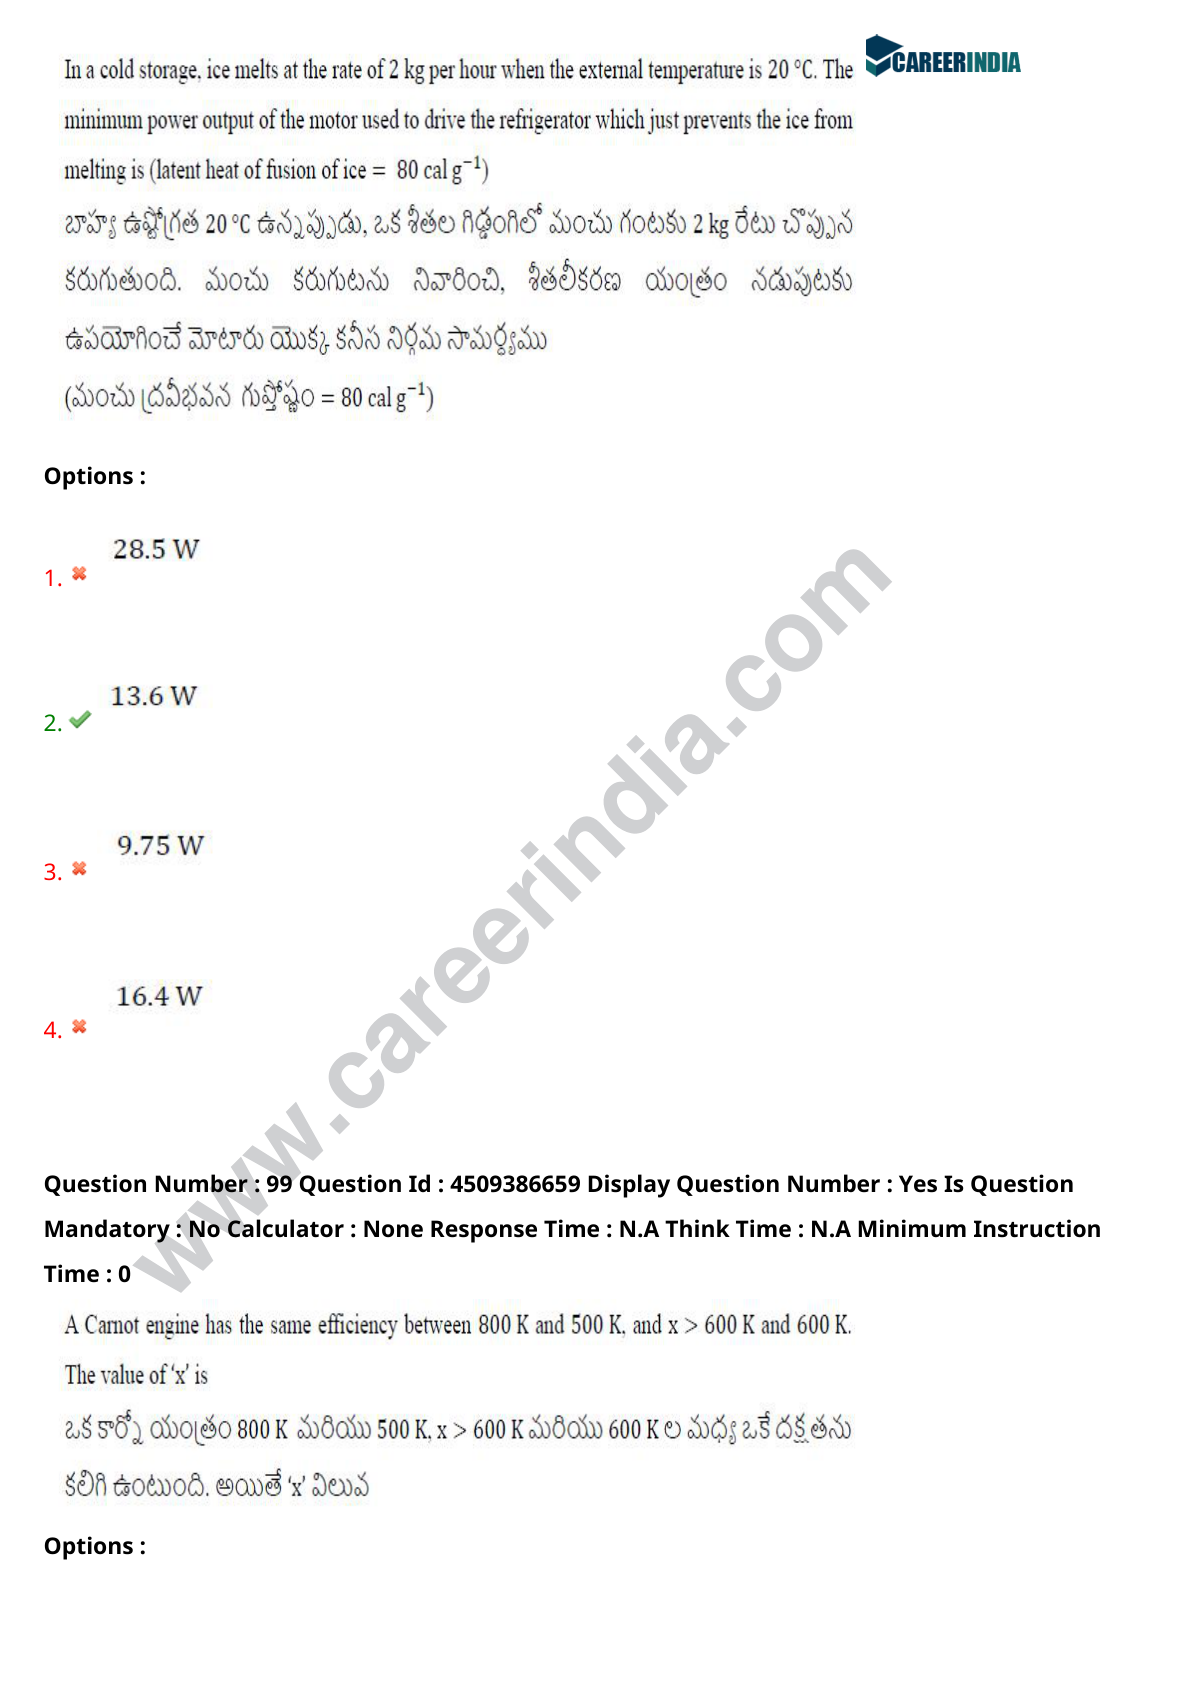 CAREERINDIA
In a cold storage, ice melts at the rate of 2 kg per hour when the external temperature is 20 °C. The
minimum power output of the motor used to drive the refrigerator which just prevents the ice from
melting is (latent heat of fusion of ice = 80 cal g⁻¹)
బాహ్య ఉష్ణోగ్రత 20 °C ఉన్నప్పుడు, ఒక శీతల గిడ్డంగిలో మంచు గంటకు 2 kg రేటు చొప్పున
కరుగుతుంది. మంచు కరుగుటను నివారించి, శీతలీకరణ యంత్రం నడుపుటకు
ఉపయోగించే మోటారు యొక్క కనీస నిర్గమ సామర్థ్యము
(మంచు ద్రవీభవన గుప్తోష్ణం = 80 cal g⁻¹)
Options :
28.5 W
1.
13.6 W
2.
9.75 W
3.
16.4 W
4.
www.careerindia.com
Question Number : 99 Question Id : 4509386659 Display Question Number : Yes Is Question
Mandatory : No Calculator : None Response Time : N.A Think Time : N.A Minimum Instruction
Time : 0
A Carnot engine has the same efficiency between 800 K and 500 K, and x > 600 K and 600 K.
The value of ‘x’ is
ఒక కార్నో యంత్రం 800 K మరియు 500 K, x > 600 K మరియు 600 K ల మధ్య ఒకే దక్షతను
కలిగి ఉంటుంది. అయితే ‘x’ విలువ
Options :